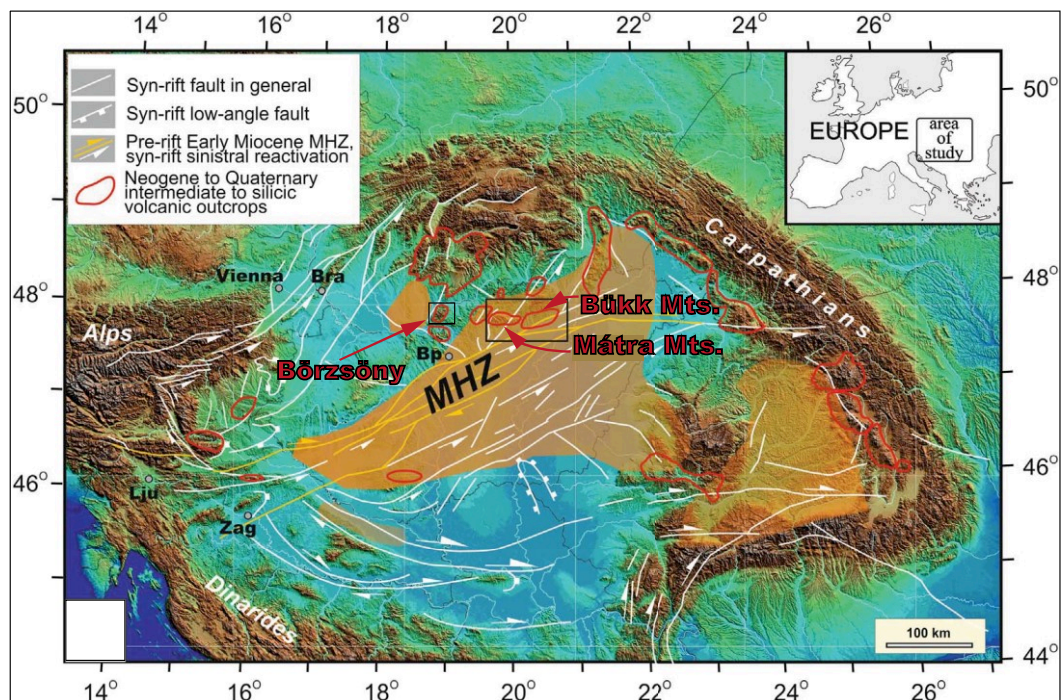 14° 16° 18° 20° 22° 24° 26°
Syn-rift fault in general
Syn-rift low-angle fault
Pre-rift Early Miocene MHZ,
syn-rift sinistral reactivation
Neogene to Quaternary
intermediate to silicic
volcanic outcrops
EUROPE
area
of
study
50° 50°
Carpathians
Vienna
Bra
48° 48°
Bükk Mts.
Alps
Mátra Mts.
Börzsöny
Bp
MHZ
46° 46°
Lju
Zag
Dinarides
100 km
44° 44°
14° 16° 18° 20° 22° 24° 26°